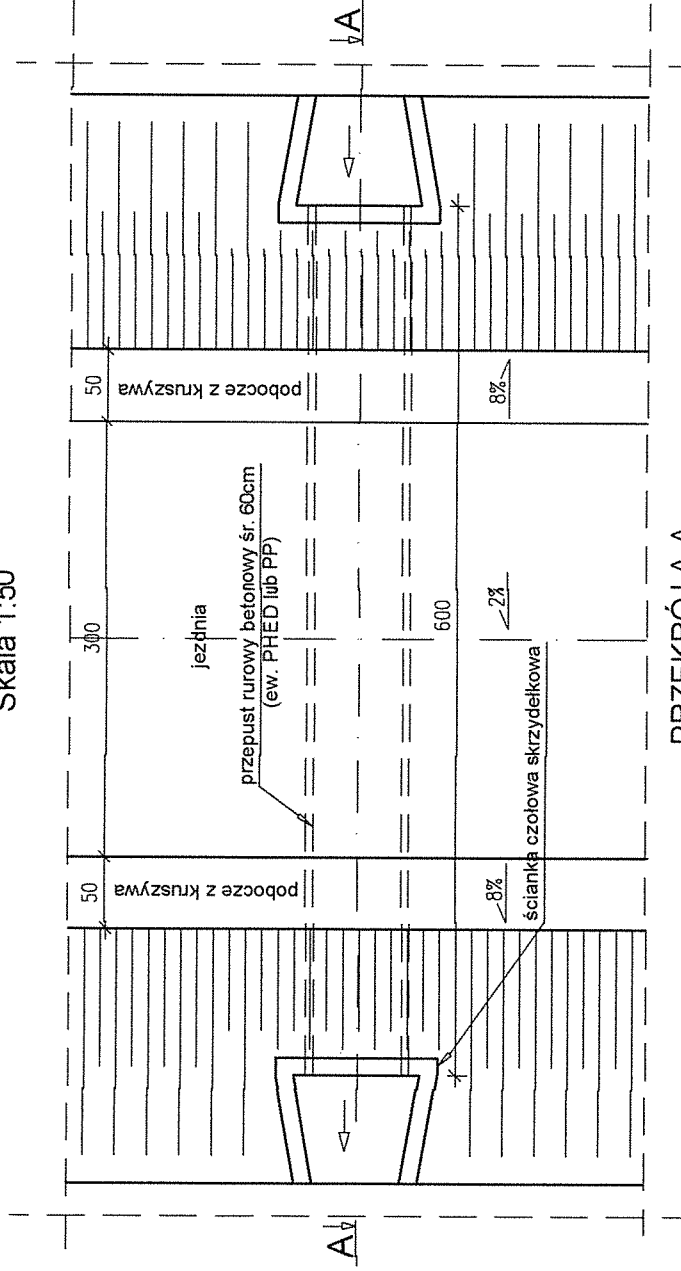 Skala 1:50
A
A
50
300
50
pobocze z kruszywa
jezdnia
pobocze z kruszywa
przepust rurowy betonowy śr. 60cm
(ew. PHED lub PP)
600
8%
2%
8%
ścianka czołowa skrzydełkowa